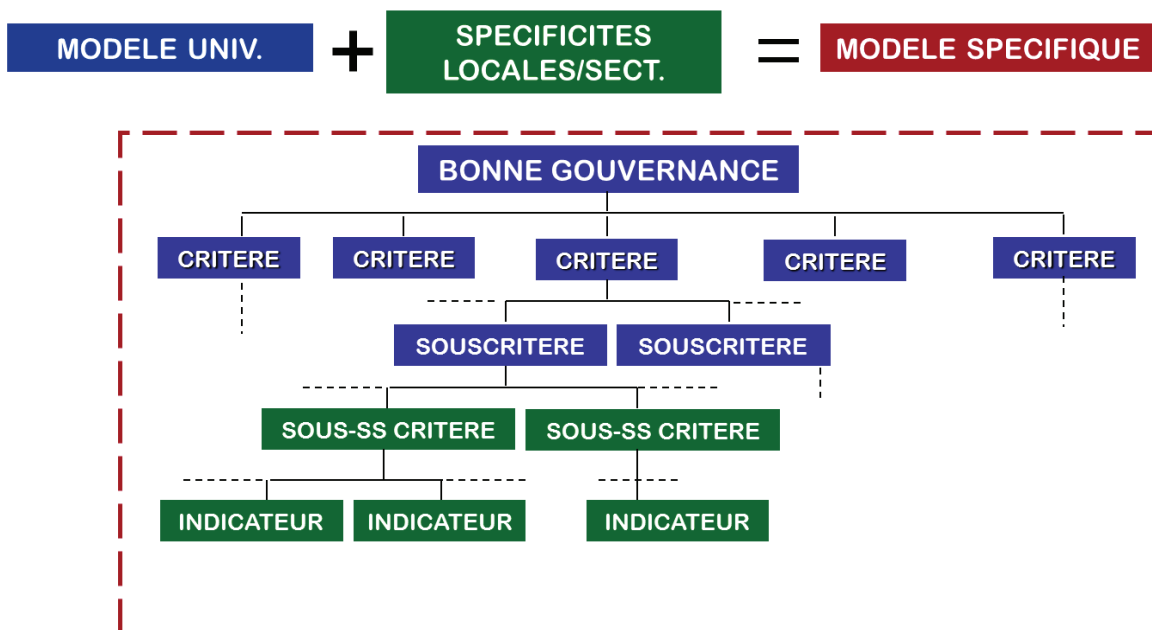 MODELE UNIV.
+
SPECIFICITES
LOCALES/SECT.
=
MODELE SPECIFIQUE
BONNE GOUVERNANCE
CRITERE
CRITERE
CRITERE
CRITERE
CRITERE
SOUSCRITERE
SOUSCRITERE
SOUS-SS CRITERE
SOUS-SS CRITERE
INDICATEUR
INDICATEUR
INDICATEUR